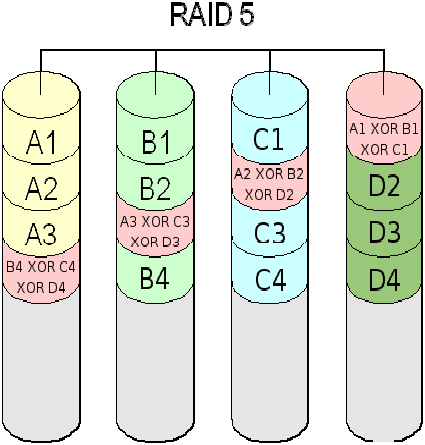 RAID 5
A1
B1
C1
A1 XOR B1
XOR C1
A2
B2
A2 XOR B2
XOR D2
D2
A3
A3 XOR C3
XOR D3
C3
D3
B4 XOR C4
XOR D4
B4
C4
D4